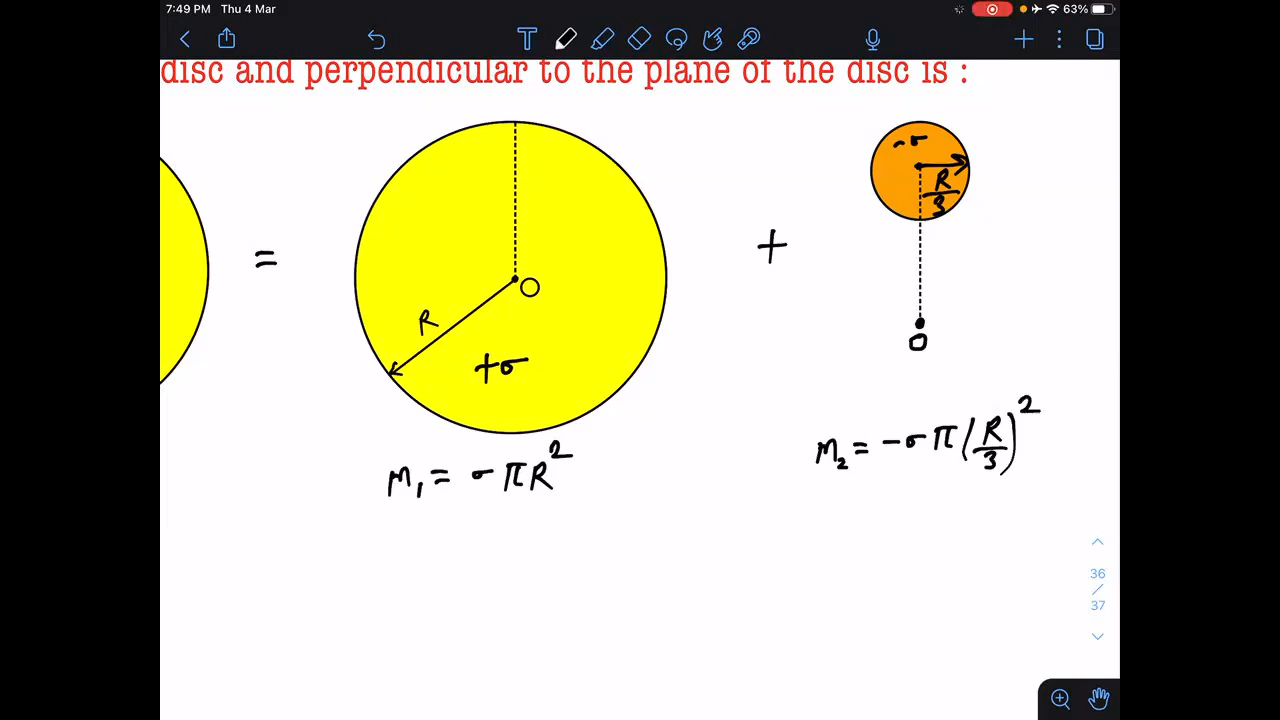 7:49 PM Thu 4 Mar
63%
T
disc and perpendicular to the plane of the disc is :
-σ
R/3
=
+
O
R
O
+σ
m₂ = -σπ(R/3)²
m₁ = σπR²
36
/
37